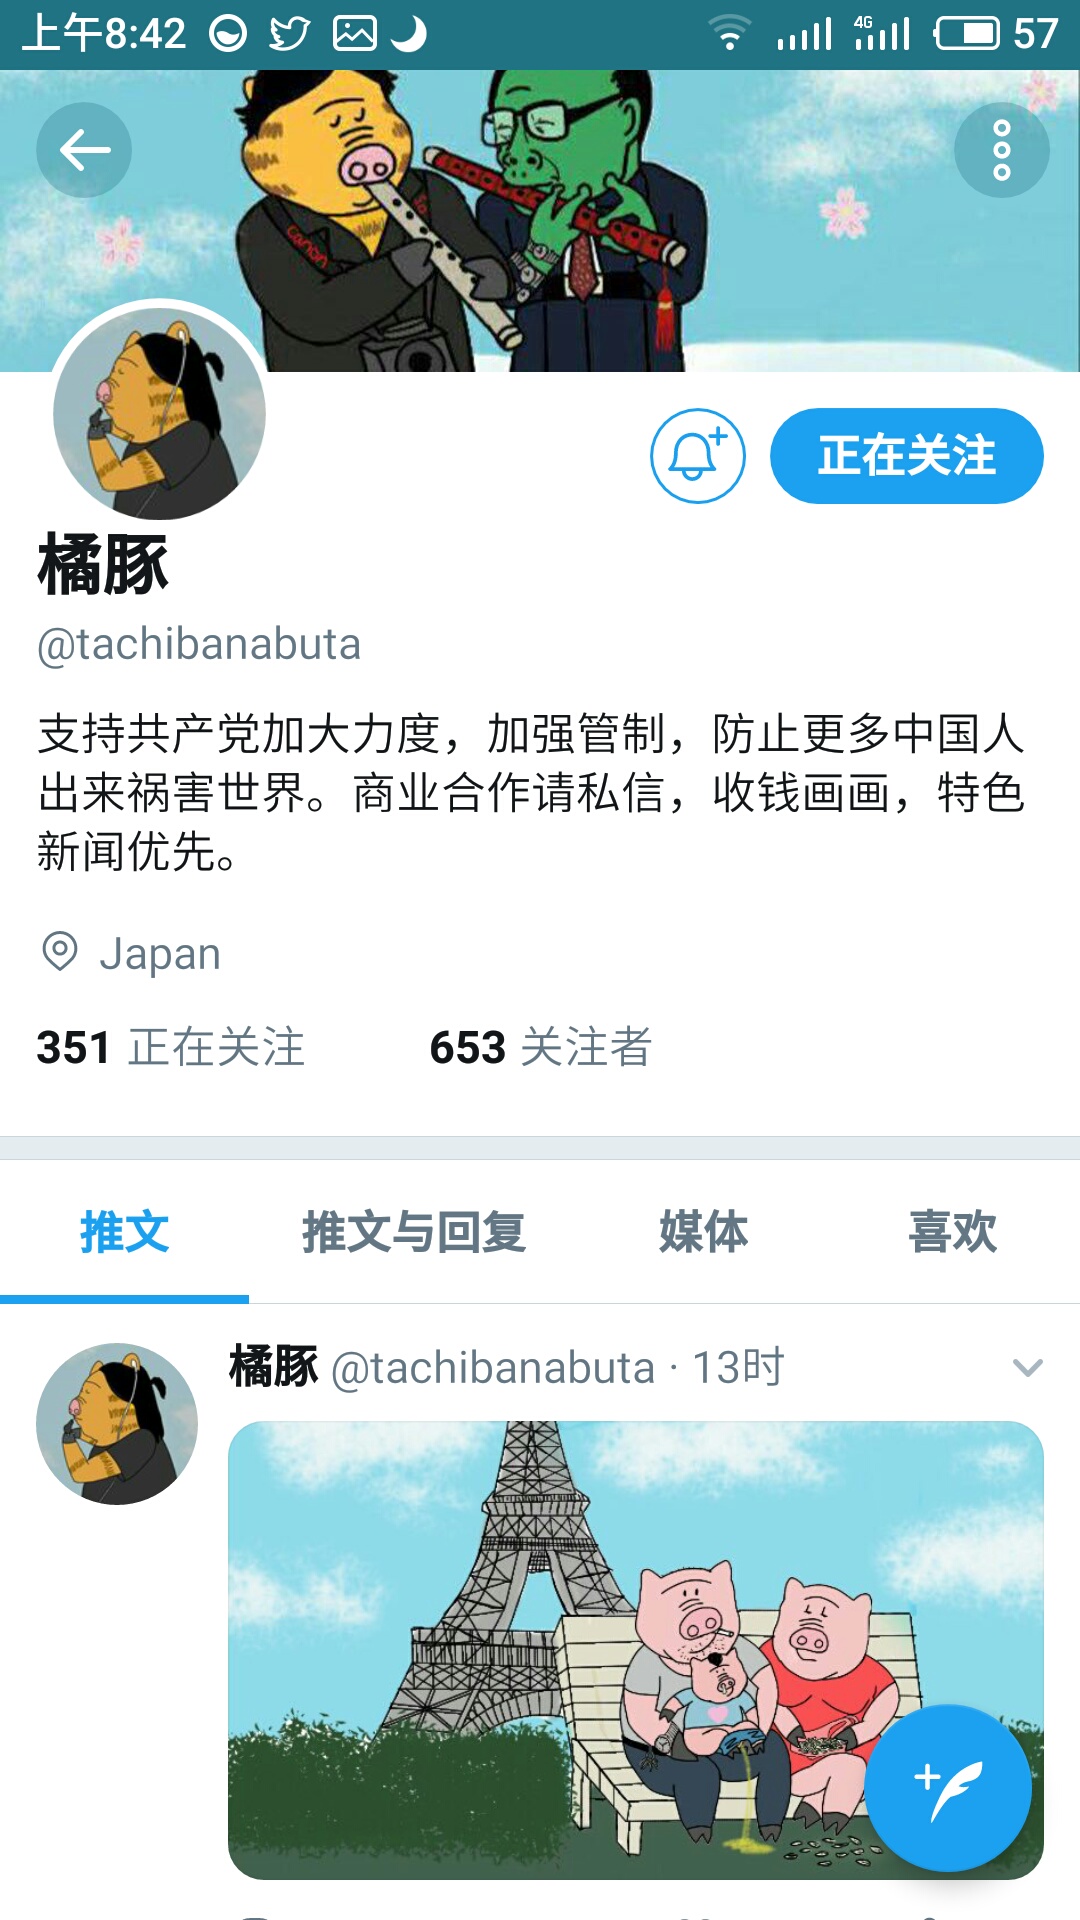 上午8:42
4G
57
canon
正在关注
橘豚
@tachibanabuta
支持共产党加大力度，加强管制，防止更多中国人
出来祸害世界。商业合作请私信，收钱画画，特色
新闻优先。
Japan
351 正在关注 653 关注者
推文 推文与回复 媒体 喜欢
橘豚 @tachibanabuta · 13时